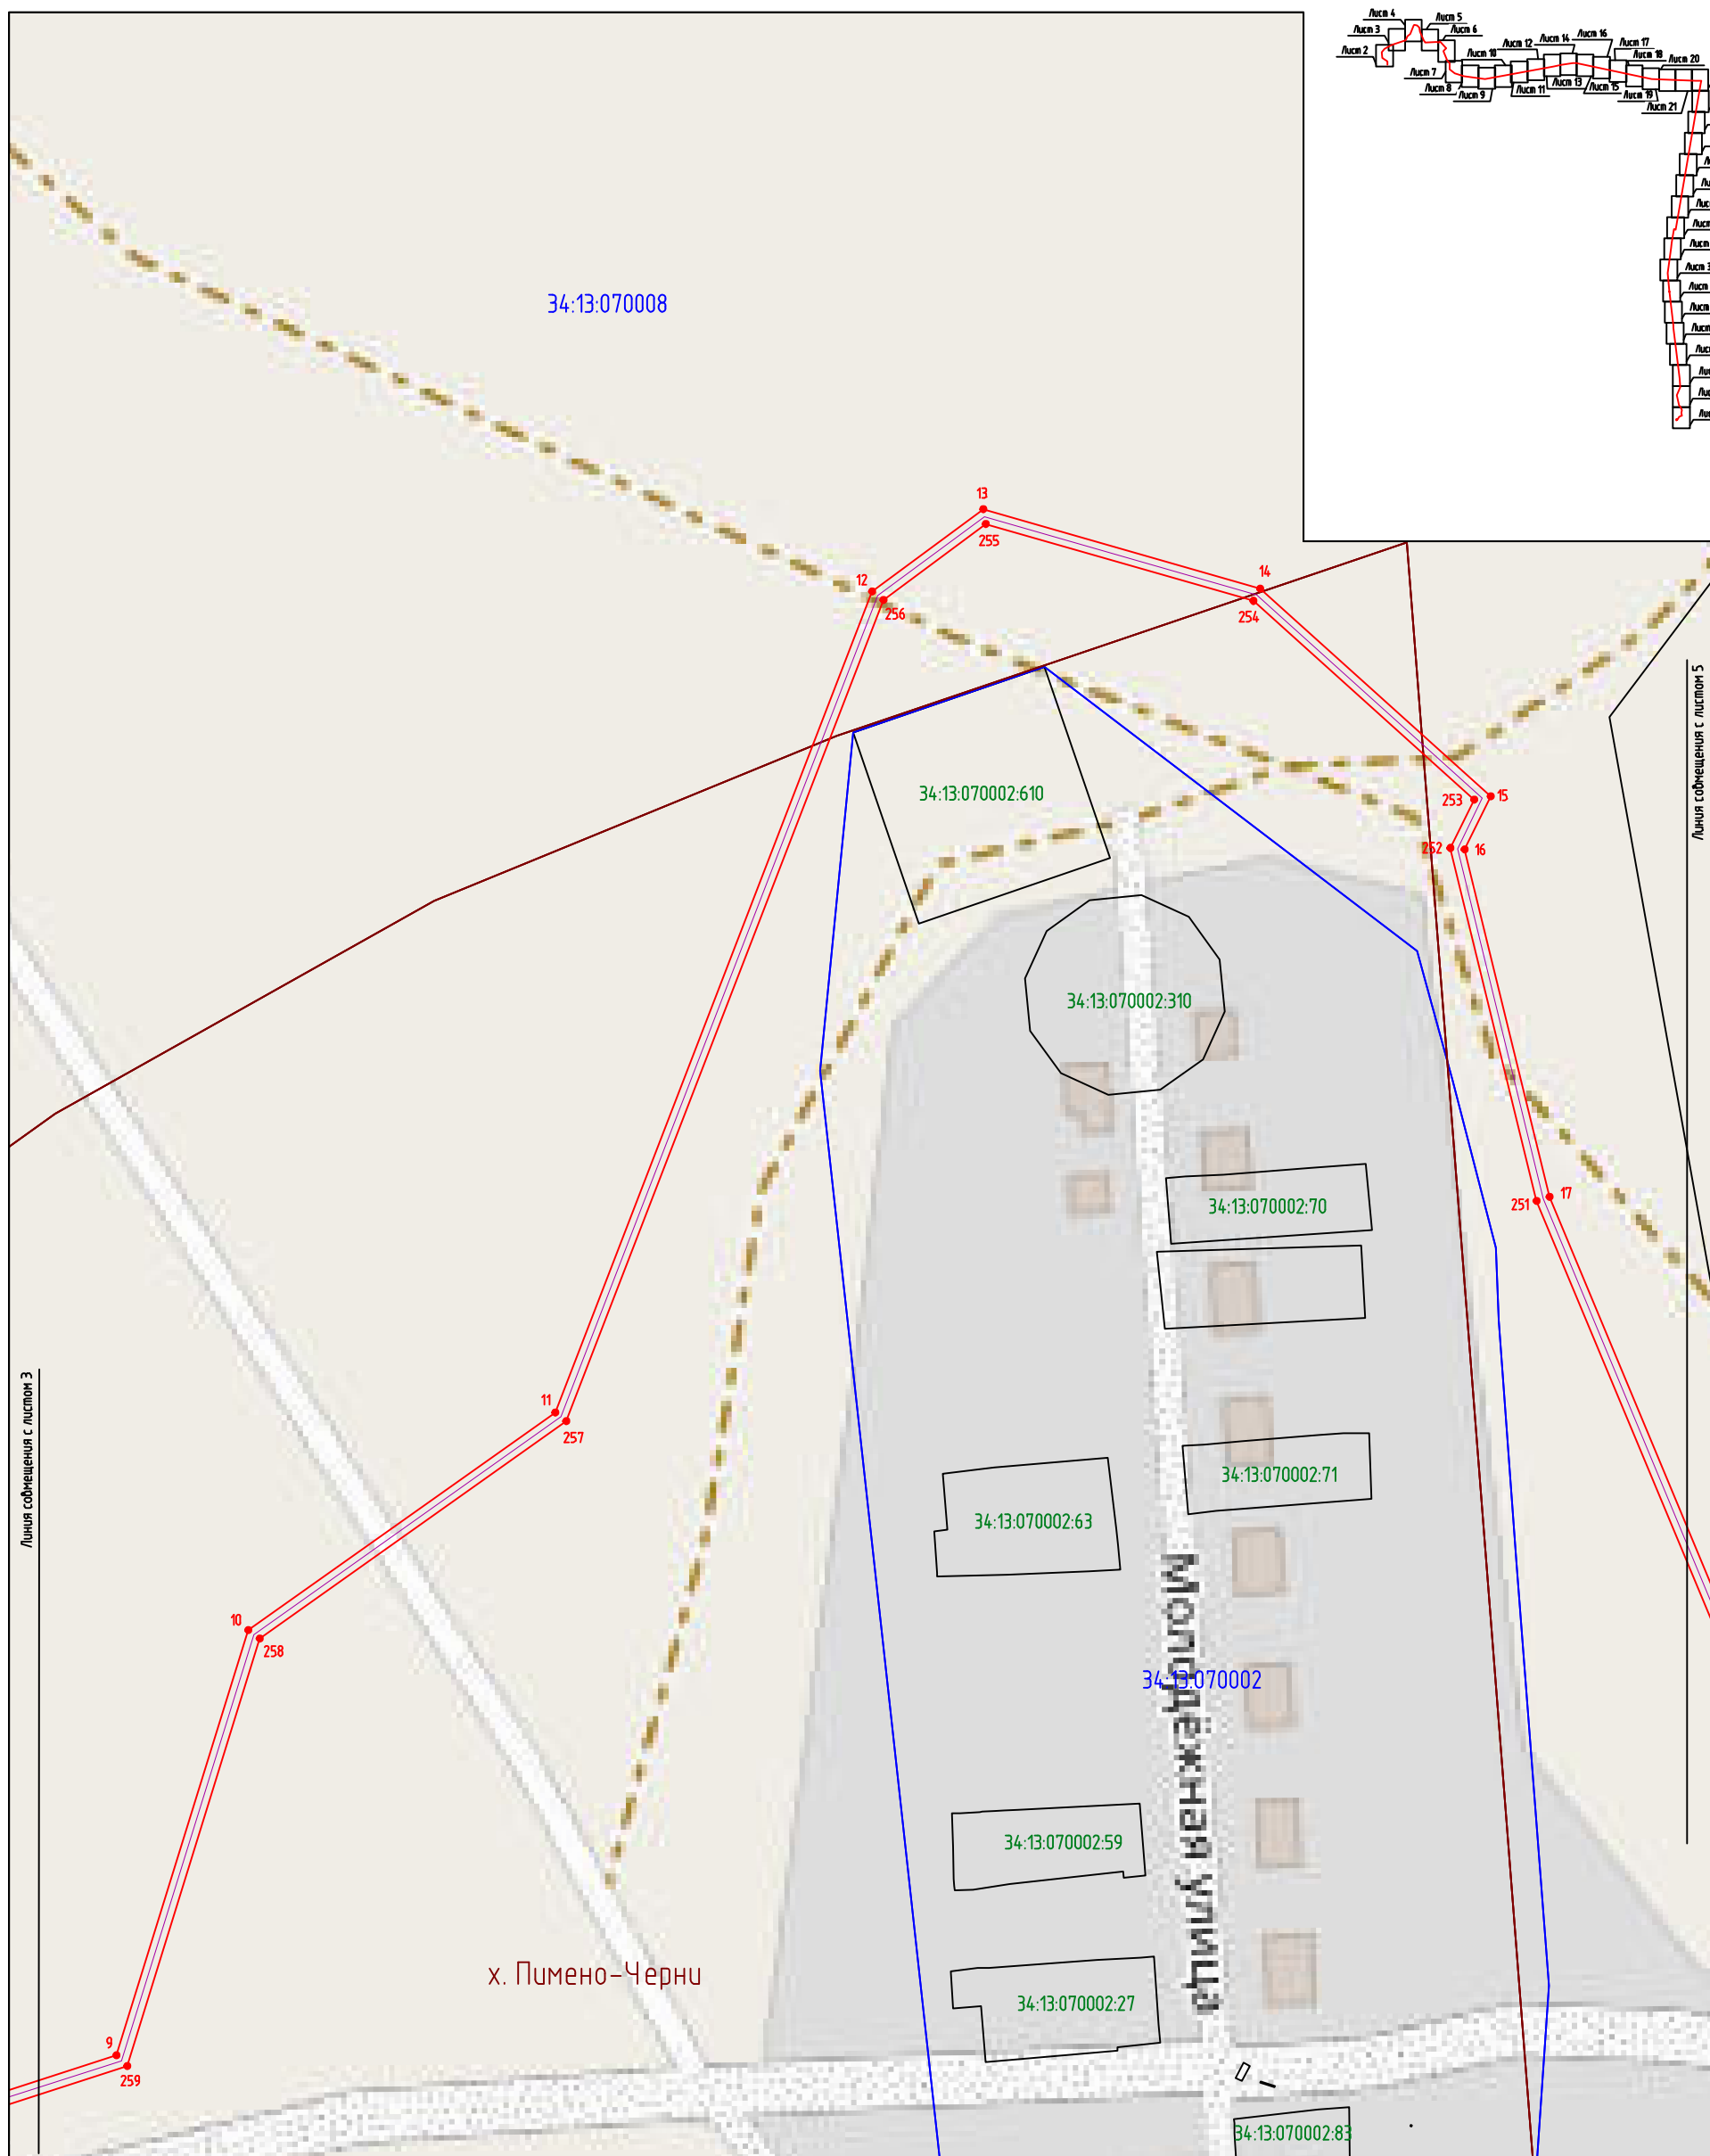 Лист 4
Лист 5
Лист 3
Лист 6
Лист 2
Лист 7
Лист 8
Лист 9
Лист 10
Лист 11
Лист 12
Лист 13
Лист 14
Лист 15
Лист 16
Лист 17
Лист 18
Лист 19
Лист 20
Лист 21
34:13:070008
13
255
12
256
14
254
Линия совмещения с листом 5
34:13:070002:610
253
15
252
16
34:13:070002:310
34:13:070002:70
251
17
Линия совмещения с листом 3
11
257
34:13:070002:71
34:13:070002:63
10
258
34:13:070002
Молодёжная улица
34:13:070002:59
х. Пимено-Черни
34:13:070002:27
9
259
34:13:070002:83